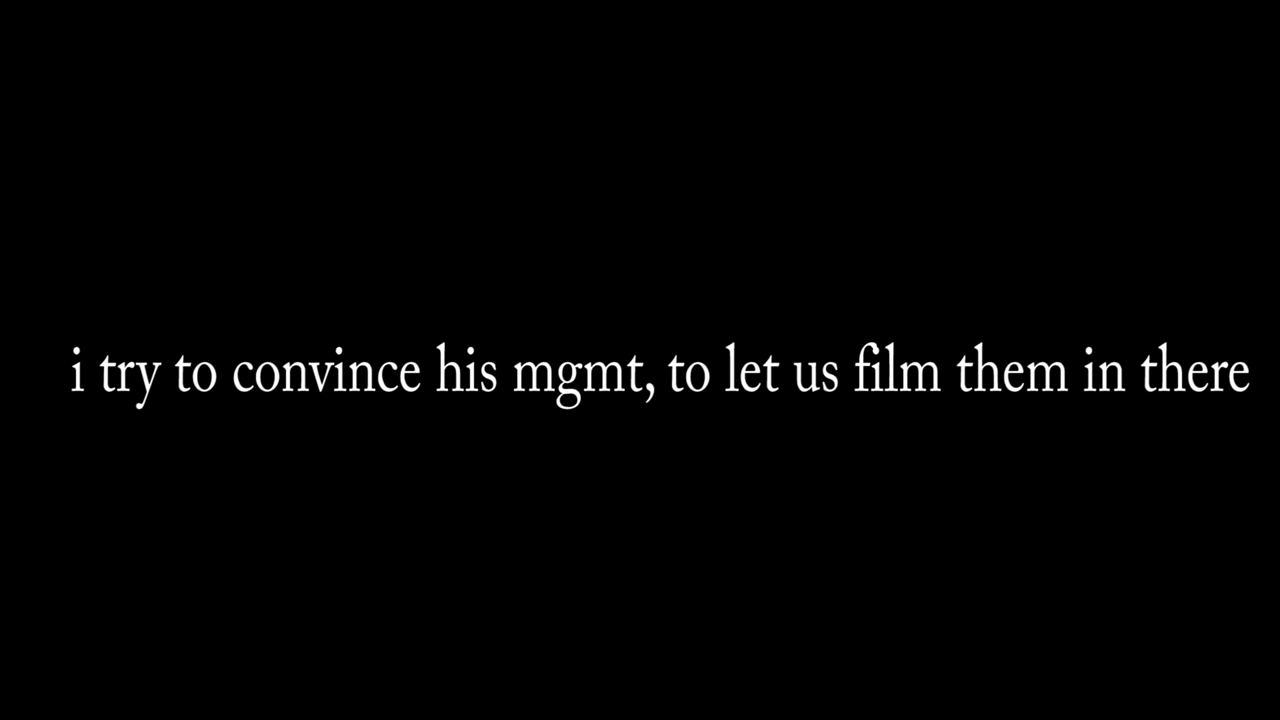 i try to convince his mgmt, to let us film them in there